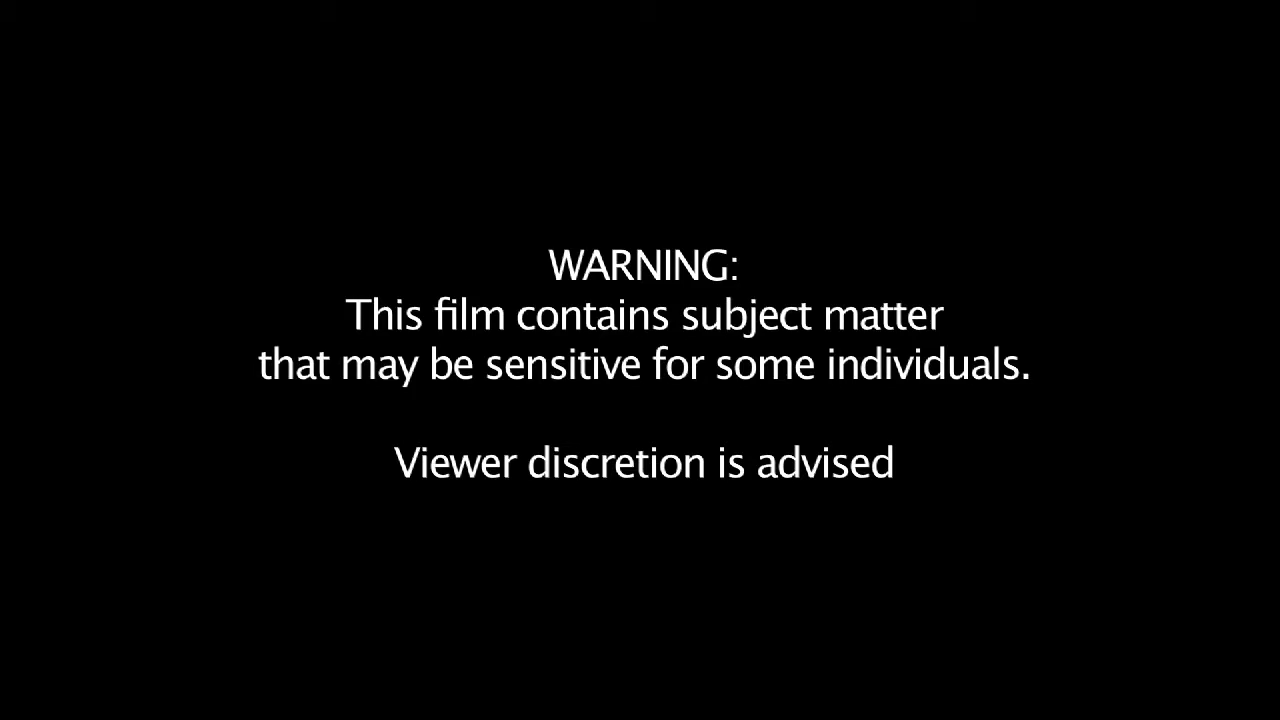 WARNING:
This film contains subject matter
that may be sensitive for some individuals.
Viewer discretion is advised